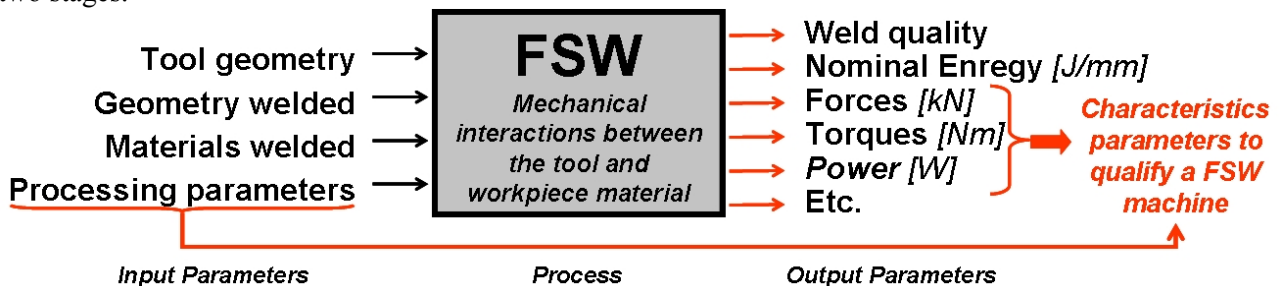 two stages.
Tool geometry
Geometry welded
Materials welded
Processing parameters
FSW
Mechanical
interactions between
the tool and
workpiece material
Weld quality
Nominal Enregy [J/mm]
Forces [kN]
Torques [Nm]
Power [W]
Etc.
Characteristics
parameters to
qualify a FSW
machine
Input Parameters
Process
Output Parameters